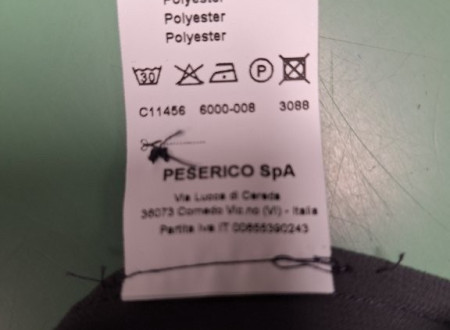 Polyester
Polyester
Polyester
30 P
C11456 6000-008 3088
PESERICO SpA
Via Lucca di Cereda
36073 Cornedo Vic.no (VI) - Italia
Partita Iva IT 00855390243